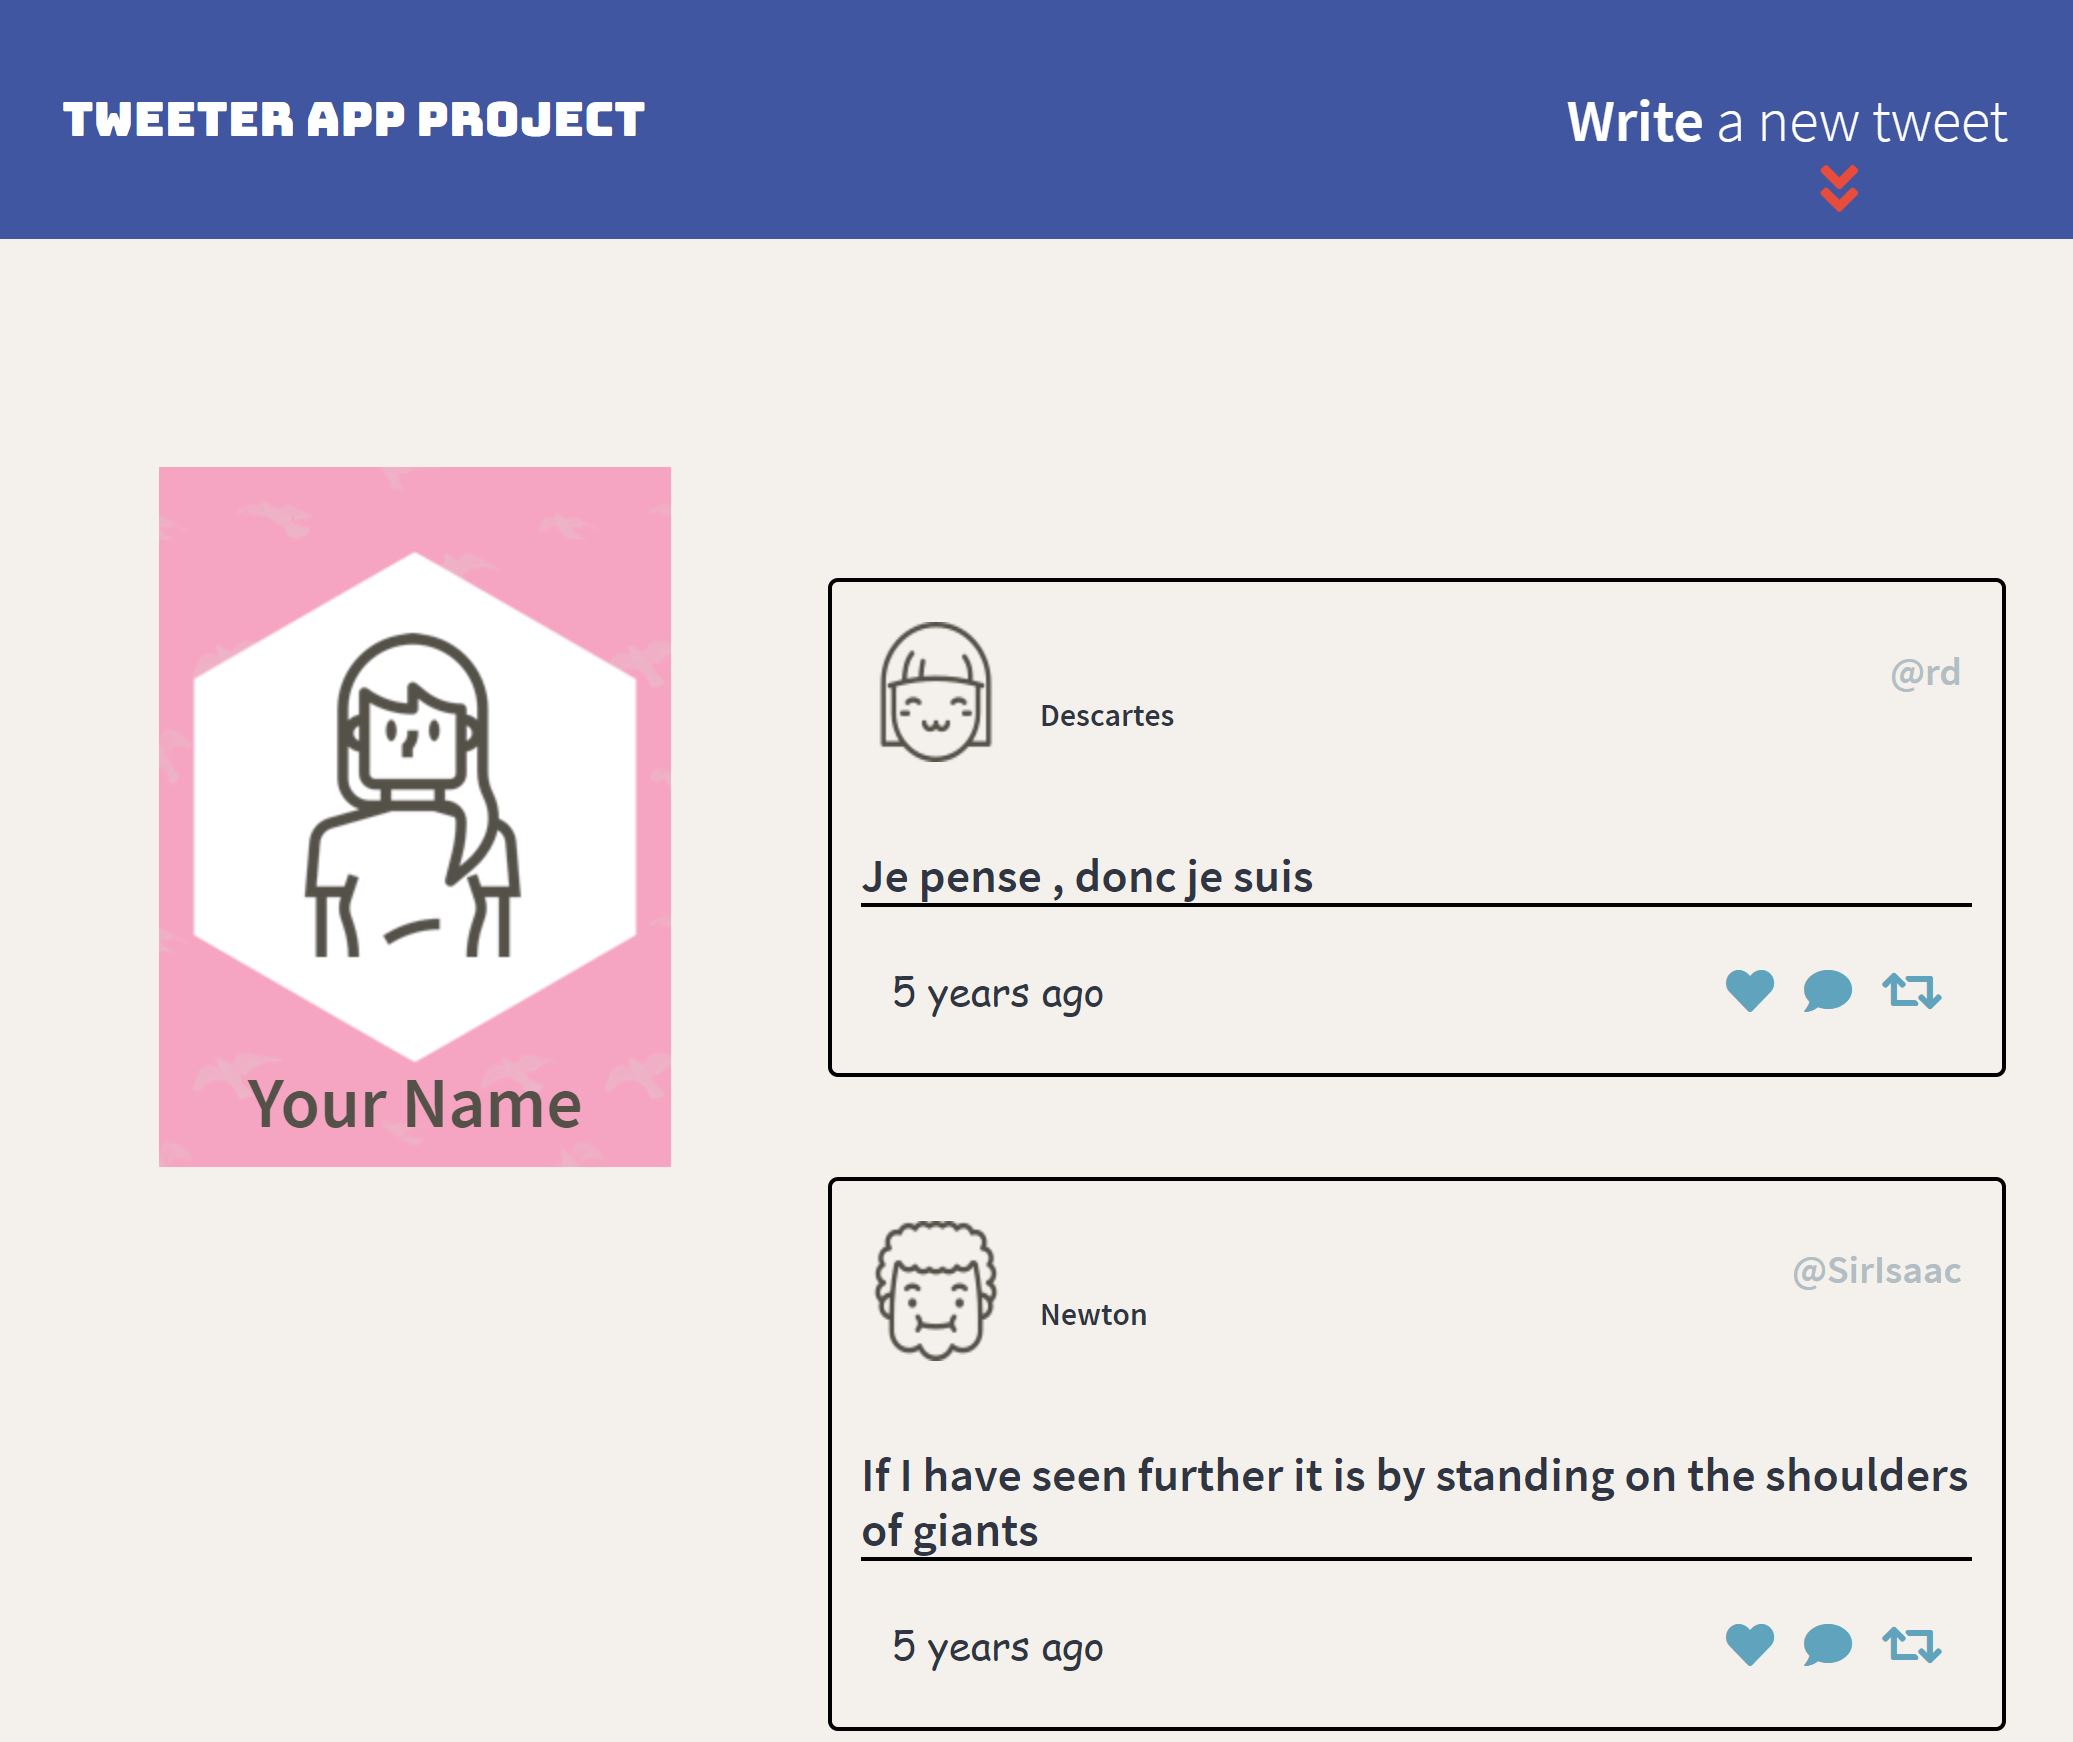 TWEETER APP PROJECT
Write a new tweet
Your Name
Descartes
@rd
Je pense , donc je suis
5 years ago
Newton
@SirIsaac
If I have seen further it is by standing on the shoulders
of giants
5 years ago